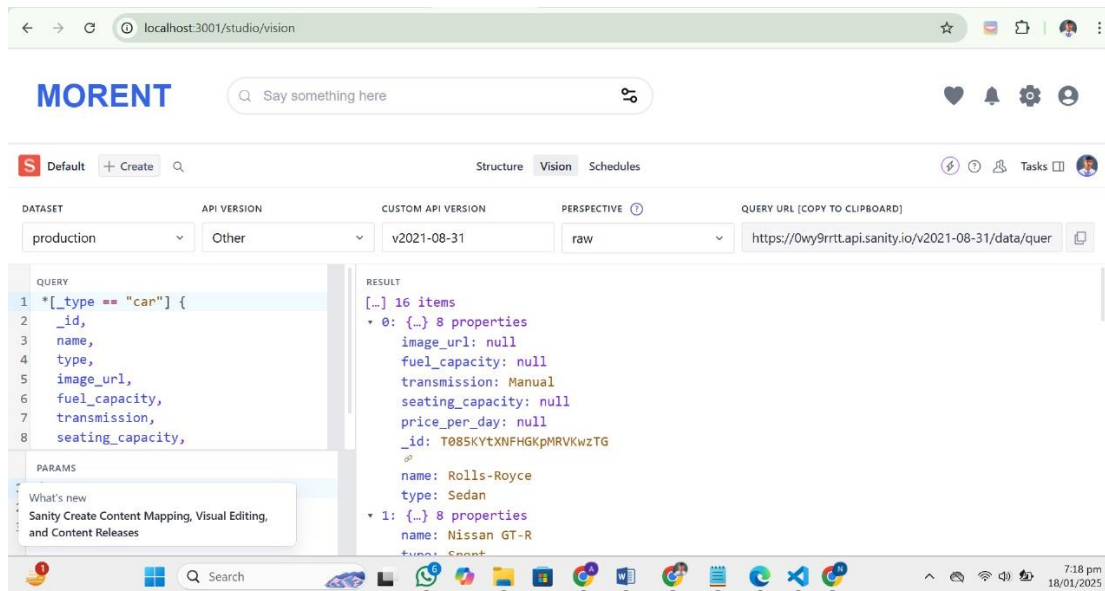 localhost:3001/studio/vision
MORENT
Say something here
S Default + Create Structure Vision Schedules Tasks
DATASET API VERSION CUSTOM API VERSION PERSPECTIVE ? QUERY URL [COPY TO CLIPBOARD]
production Other v2021-08-31 raw https://0wy9rrtt.api.sanity.io/v2021-08-31/data/quer
QUERY
1 *[_type == "car"] {
2 _id,
3 name,
4 type,
5 image_url,
6 fuel_capacity,
7 transmission,
8 seating_capacity,
PARAMS
What's new
Sanity Create Content Mapping, Visual Editing,
and Content Releases
RESULT
[…] 16 items
0: {…} 8 properties
image_url: null
fuel_capacity: null
transmission: Manual
seating_capacity: null
price_per_day: null
_id: T085KYtXNFHGKpMRVKwzTG
name: Rolls-Royce
type: Sedan
1: {…} 8 properties
name: Nissan GT-R
type: Sport
1
Search
6
7:18 pm
18/01/2025